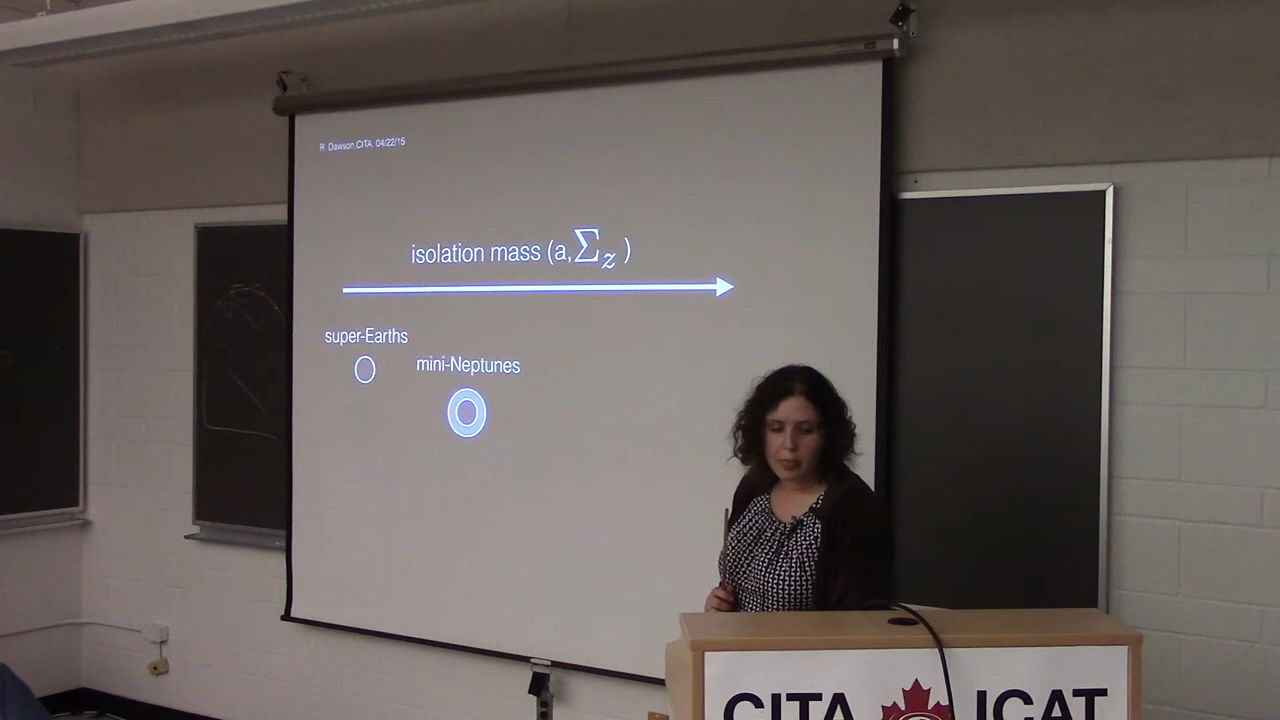 R. Dawson, CITA, 04/22/15
isolation mass (a,Σz )
super-Earths
mini-Neptunes
CITA ICAT